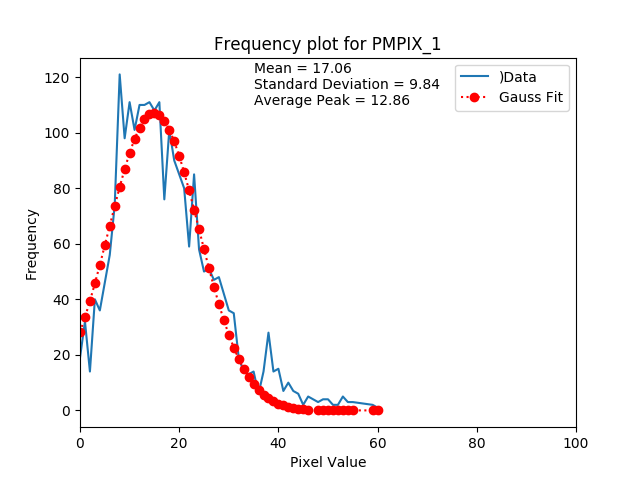 Frequency plot for PMPIX_1
Mean = 17.06
Standard Deviation = 9.84
Average Peak = 12.86
)Data
Gauss Fit
120
100
80
60
40
20
0
Frequency
0 20 40 60 80 100
Pixel Value